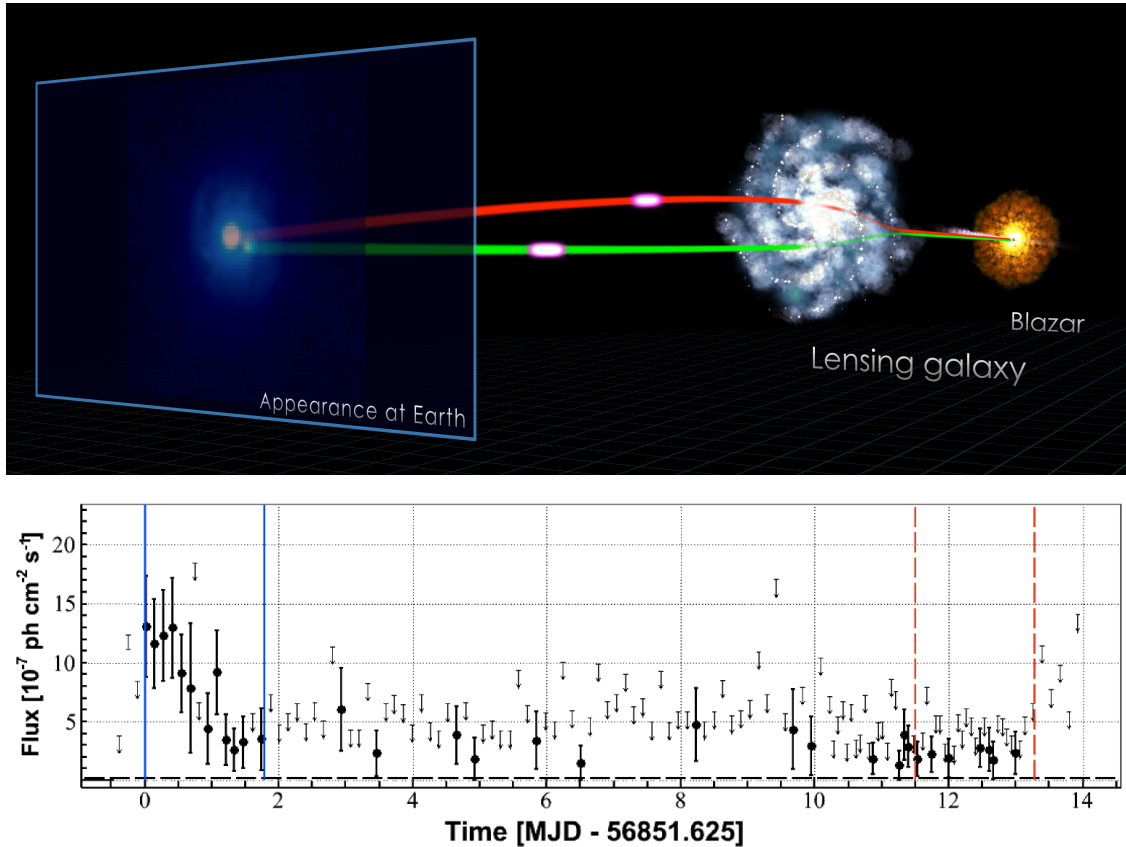 Blazar
Lensing galaxy
Appearance at Earth
Flux [10⁻⁷ ph cm⁻² s⁻¹]
20
15
10
5
0 2 4 6 8 10 12 14
Time [MJD - 56851.625]